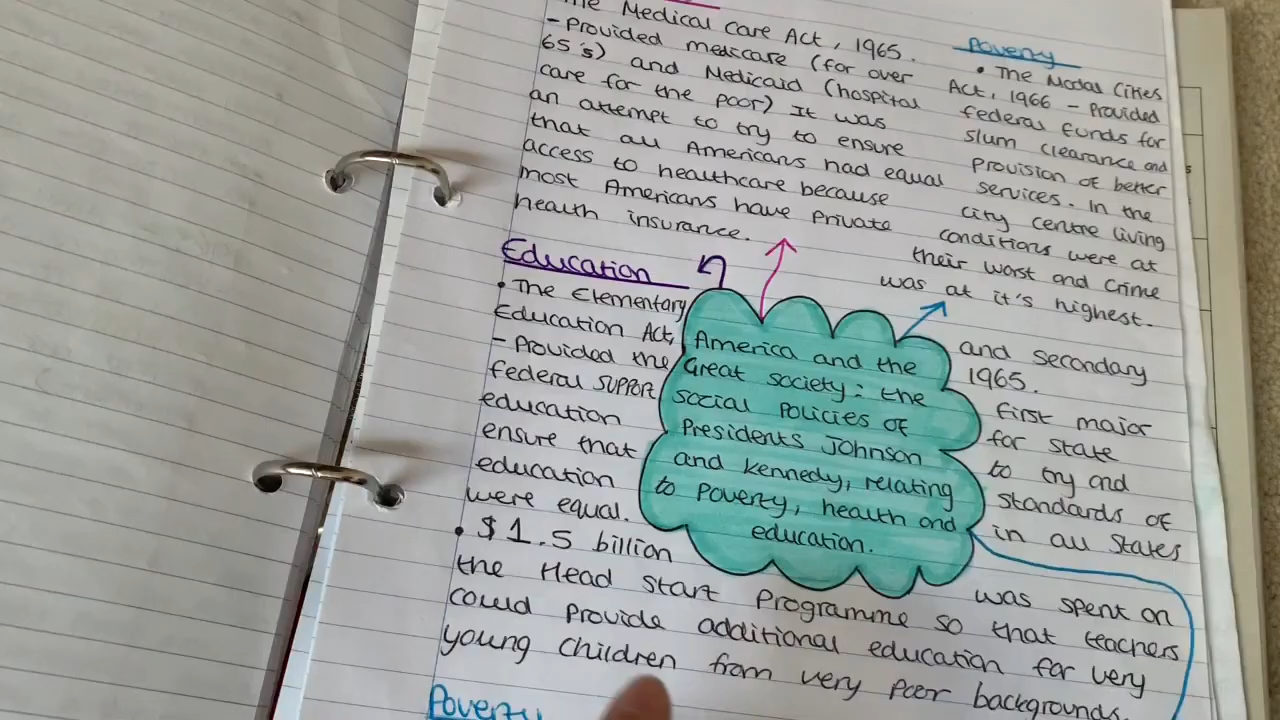 The Medical Care Act, 1965.
- Provided medicare (for over
65's) and Medicaid (hospital
care for the poor) It was
an attempt to try to ensure
that all Americans had equal
access to healthcare because
most Americans have private
health insurance.
Poverty
• The Modal Cities
Act, 1966 - Provided
federal funds for
slum clearance and
provision of better
services. In the
city centre living
conditions were at
their worst and crime
was at it's highest.
Education
• The Elementary and secondary
Education Act, 1965.
- Provided the first major
federal support for state
education to try and
ensure that standards of
education in all states
were equal.
• $1.5 billion was spent on
the Head Start Programme so that teachers
could provide additional education for very
young children from very poor backgrounds.
America and the
Great society: the
social policies of
Presidents Johnson
and Kennedy, relating
to poverty, health and
education.
Poverty